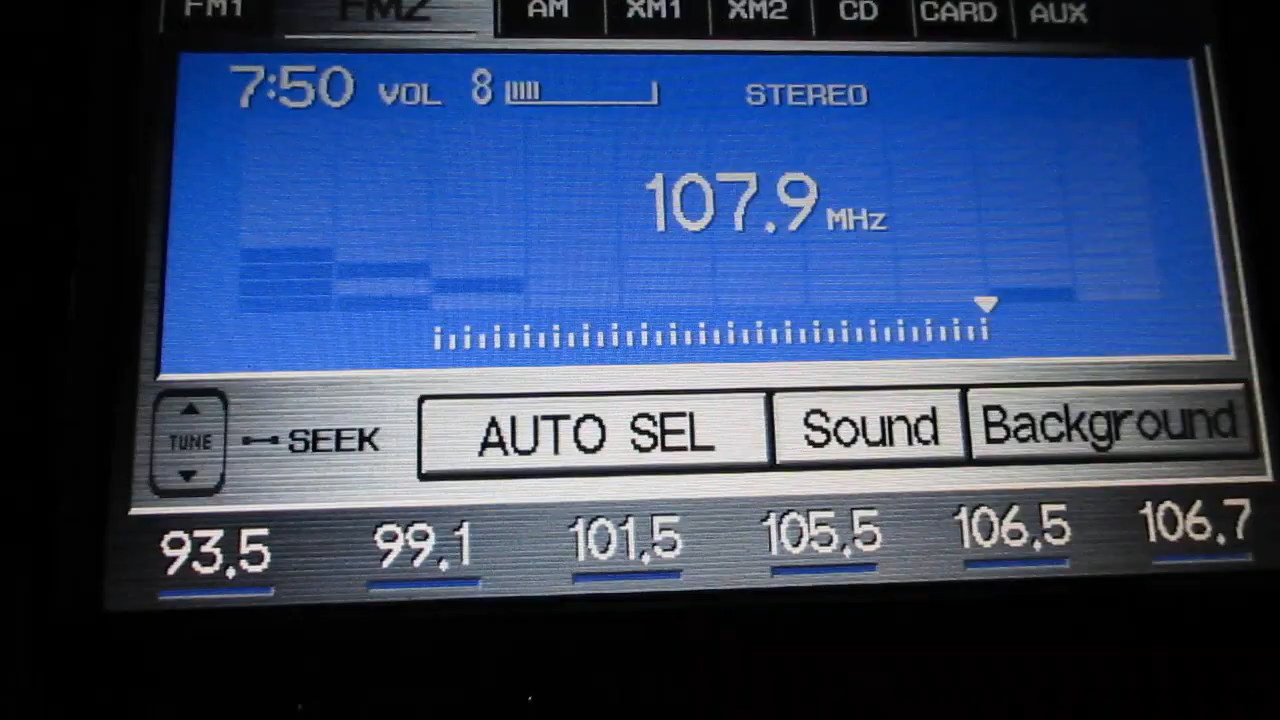 FM1 FM2 AM XM1 XM2 CD CARD AUX
7:50 VOL 8 STEREO
107.9 MHz
TUNE SEEK AUTO SEL Sound Background
93.5 99.1 101.5 105.5 106.5 106.7